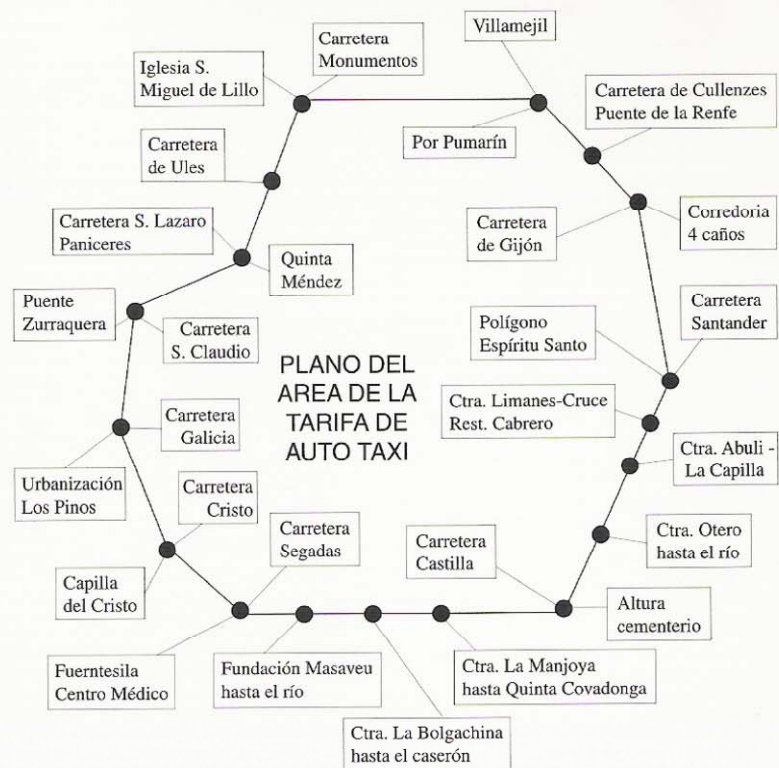 Villamejil
Carretera
Monumentos
Iglesia S.
Miguel de Lillo
Carretera de Cullenzes
Puente de la Renfe
Por Pumarín
Carretera
de Ules
Carretera S. Lazaro
Paniceres
Carretera
de Gijón
Corredoria
4 caños
Quinta
Méndez
Puente
Zurraquera
Carretera
S. Claudio
Polígono
Espíritu Santo
Carretera
Santander
PLANO DEL
AREA DE LA
TARIFA DE
AUTO TAXI
Ctra. Limanes-Cruce
Rest. Cabrero
Carretera
Galicia
Ctra. Abuli -
La Capilla
Urbanización
Los Pinos
Carretera
Cristo
Carretera
Segadas
Carretera
Castilla
Ctra. Otero
hasta el río
Capilla
del Cristo
Altura
cementerio
Fuerntesila
Centro Médico
Fundación Masaveu
hasta el río
Ctra. La Manjoya
hasta Quinta Covadonga
Ctra. La Bolgachina
hasta el caserón